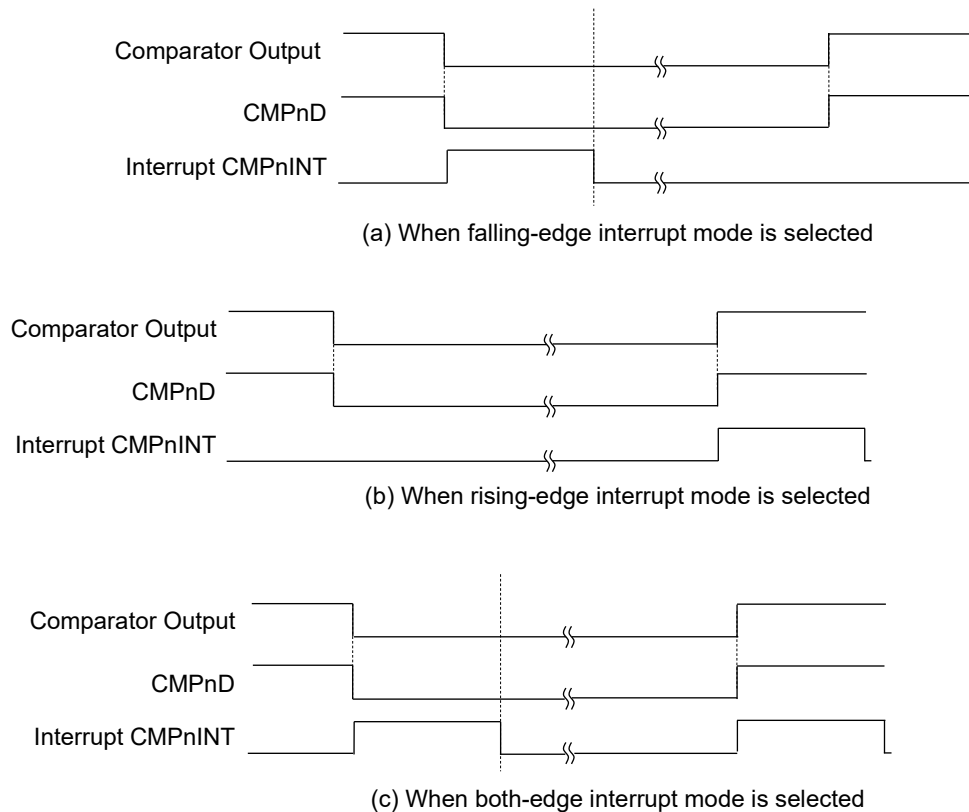 Comparator Output
CMPnD
Interrupt CMPnINT
(a) When falling-edge interrupt mode is selected
Comparator Output
CMPnD
Interrupt CMPnINT
(b) When rising-edge interrupt mode is selected
Comparator Output
CMPnD
Interrupt CMPnINT
(c) When both-edge interrupt mode is selected